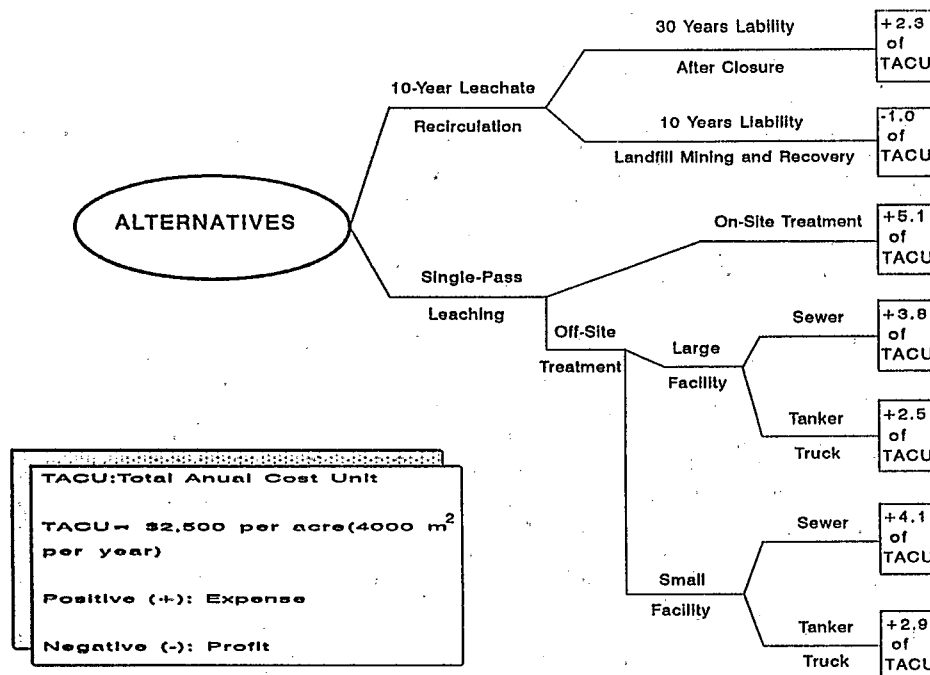 30 Years Lability
After Closure
+2.3
of
TACU
10-Year Leachate
Recirculation
10 Years Liability
Landfill Mining and Recovery
-1.0
of
TACU
ALTERNATIVES
On-Site Treatment
+5.1
of
TACU
Single-Pass
Leaching
Off-Site
Treatment
Large
Facility
Sewer
+3.8
of
TACU
Tanker
Truck
+2.5
of
TACU
Small
Facility
Sewer
+4.1
of
TACU
Tanker
Truck
+2.9
of
TACU
TACU:Total Anual Cost Unit
TACU= $2,500 per acre(4000 m²
per year)
Positive (+): Expense
Negative (-): Profit